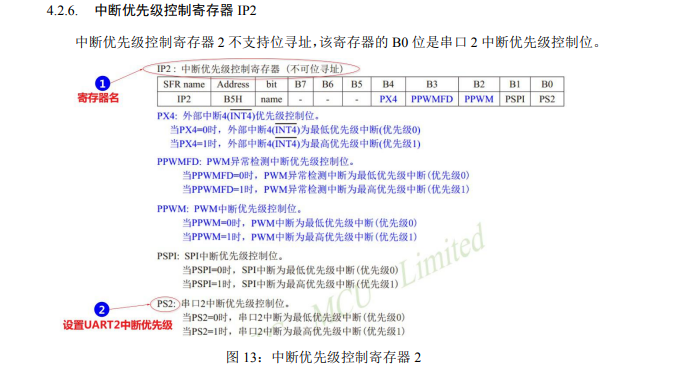 4.2.6. 中断优先级控制寄存器 IP2
中断优先级控制寄存器 2 不支持位寻址,该寄存器的 B0 位是串口 2 中断优先级控制位。
IP2 : 中断优先级控制寄存器 (不可位寻址)
1
寄存器名
SFR name Address bit B7 B6 B5 B4 B3 B2 B1 B0
IP2 B5H name - - - PX4 PPWMFD PPWM PSPI PS2
PX4: 外部中断4(INT4)优先级控制位。
当PX4=0时，外部中断4(INT4)为最低优先级中断(优先级0)
当PX4=1时，外部中断4(INT4)为最高优先级中断(优先级1)
PPWMFD: PWM异常检测中断优先级控制位。
当PPWMFD=0时，PWM异常检测中断为最低优先级中断(优先级0)
当PPWMFD=1时，PWM异常检测中断为最高优先级中断(优先级1)
PPWM: PWM中断优先级控制位。
当PPWM=0时，PWM中断为最低优先级中断(优先级0)
当PPWM=1时，PWM中断为最高优先级中断(优先级1)
PSPI: SPI中断优先级控制位。
当PSPI=0时，SPI中断为最低优先级中断(优先级0)
当PSPI=1时，SPI中断为最高优先级中断(优先级1)
MCU Limited
2
设置UART2中断优先级
PS2: 串口2中断优先级控制位。
当PS2=0时，串口2中断为最低优先级中断(优先级0)
当PS2=1时，串口2中断为最高优先级中断(优先级1)
图 13：中断优先级控制寄存器 2